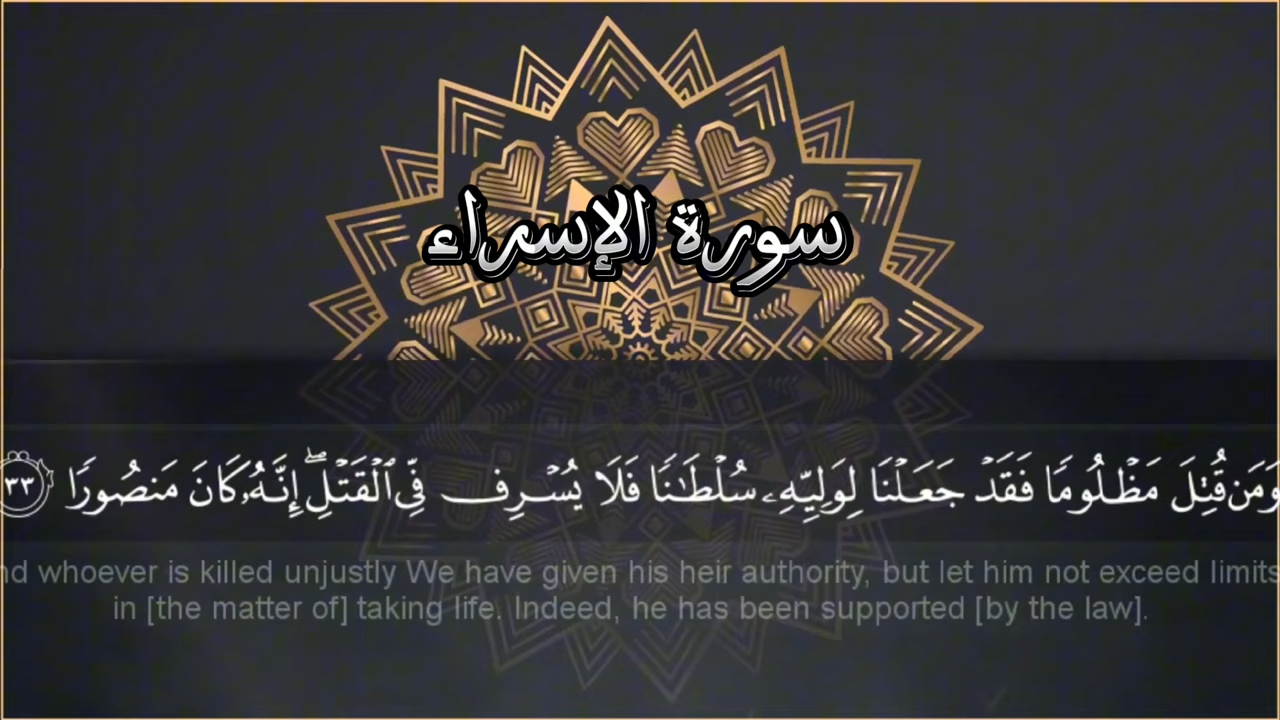 سورة الإسراء
وَمَن قُتِلَ مَظْلُومًا فَقَدْ جَعَلْنَا لِوَلِيِّهِۦ سُلْطَـٰنًا فَلَا يُسْرِف فِّى ٱلْقَتْلِ ۖ إِنَّهُۥ كَانَ مَنصُورًا ٣٣
nd whoever is killed unjustly We have given his heir authority, but let him not exceed limits
in [the matter of] taking life. Indeed, he has been supported [by the law].